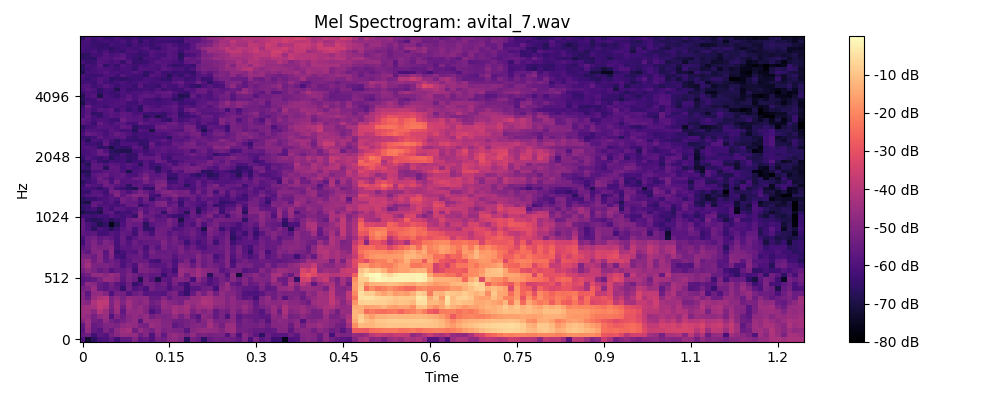 Mel Spectrogram: avital_7.wav
Hz
4096
2048
1024
512
0
0 0.15 0.3 0.45 0.6 0.75 0.9 1.1 1.2
Time
-10 dB
-20 dB
-30 dB
-40 dB
-50 dB
-60 dB
-70 dB
-80 dB